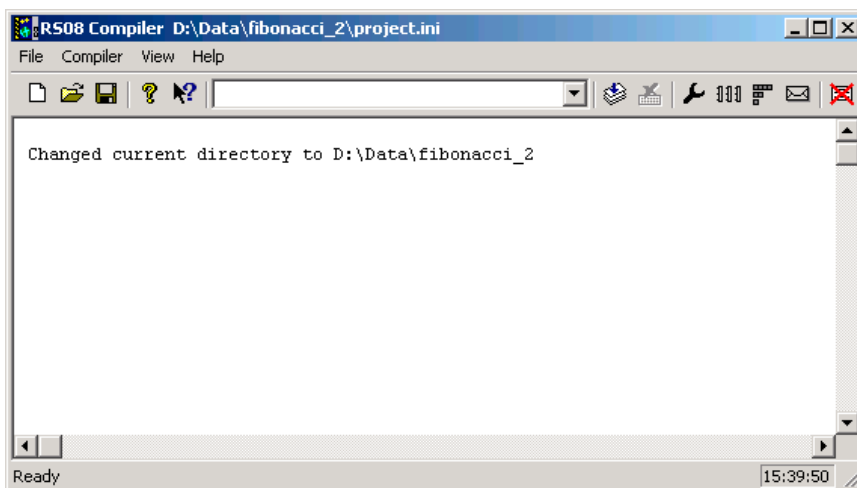 RS08 Compiler D:\Data\fibonacci_2\project.ini
File Compiler View Help
Changed current directory to D:\Data\fibonacci_2
Ready 15:39:50